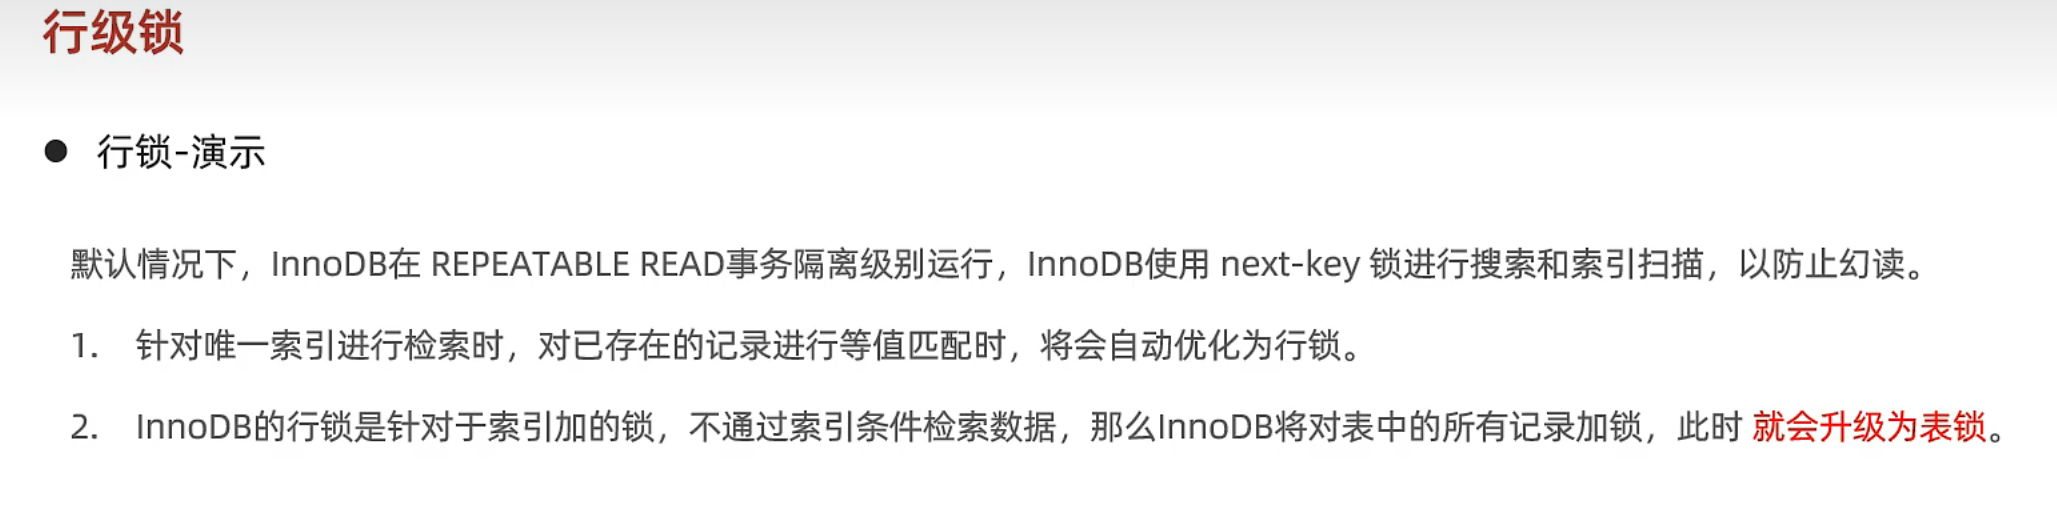 行级锁
● 行锁-演示
默认情况下，InnoDB在 REPEATABLE READ事务隔离级别运行，InnoDB使用 next-key 锁进行搜索和索引扫描，以防止幻读。
1. 针对唯一索引进行检索时，对已存在的记录进行等值匹配时，将会自动优化为行锁。
2. InnoDB的行锁是针对于索引加的锁，不通过索引条件检索数据，那么InnoDB将对表中的所有记录加锁，此时 就会升级为表锁。